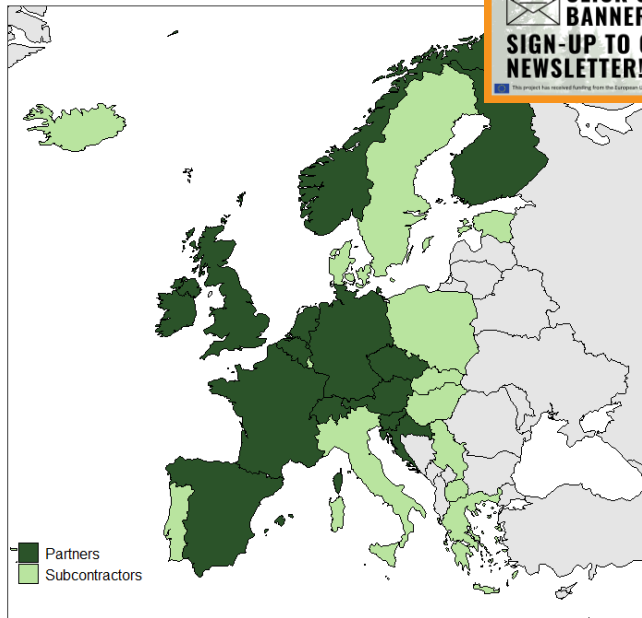 BANNER
SIGN-UP TO
NEWSLETTER!
This project has received funding from the European
Partners
Subcontractors